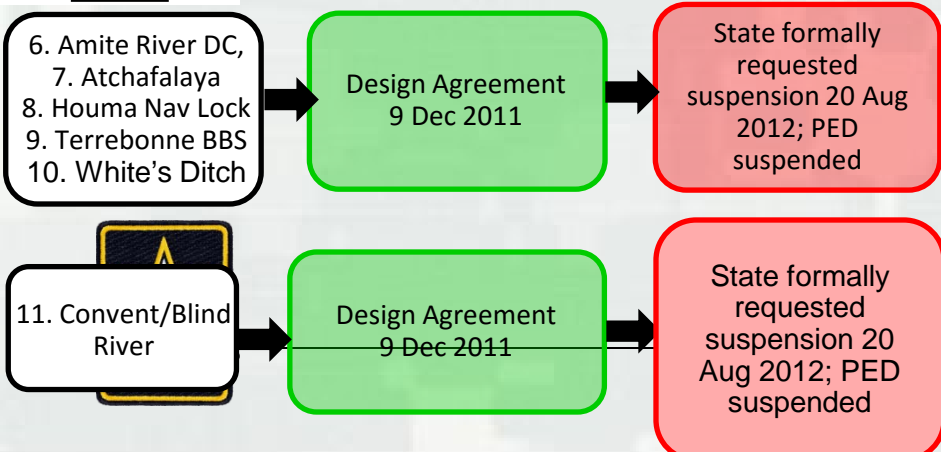 6. Amite River DC,
7. Atchafalaya
8. Houma Nav Lock
9. Terrebonne BBS
10. White's Ditch
Design Agreement
9 Dec 2011
State formally
requested
suspension 20 Aug
2012; PED
suspended
11. Convent/Blind
River
Design Agreement
9 Dec 2011
State formally
requested
suspension 20
Aug 2012; PED
suspended